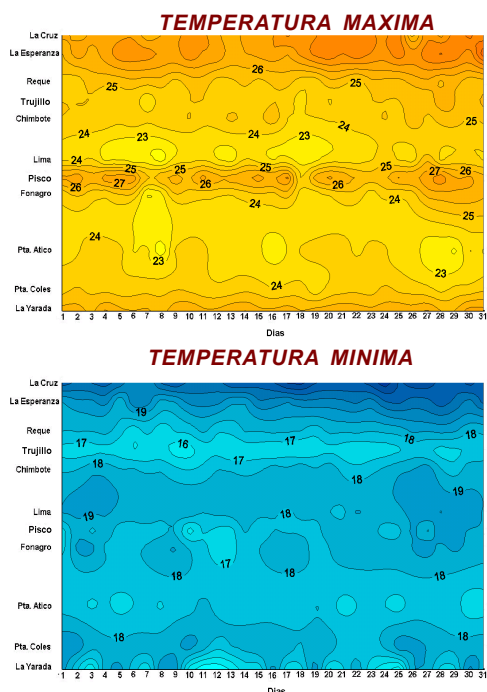 TEMPERATURA MAXIMA
La Cruz
La Esperanza
26
Reque
25
25
25
Trujillo
Chimbote
25
24
24
24
23
23
Lima
24
25
25
25
24
Pisco
26
27
26
26
27
26
Fonagro
24
24
25
24
Pta. Atico
23
23
24
Pta. Coles
La Yarada
1 2 3 4 5 6 7 8 9 10 11 12 13 14 15 16 17 18 19 20 21 22 23 24 25 26 27 28 29 30 31
Dias
TEMPERATURA MINIMA
La Cruz
La Esperanza
19
Reque
18
18
17
16
17
Trujillo
17
18
Chimbote
18
18
19
Lima
19
18
Pisco
Fonagro
18
17
18
18
Pta. Atico
18
18
Pta. Coles
La Yarada
1 2 3 4 5 6 7 8 9 10 11 12 13 14 15 16 17 18 19 20 21 22 23 24 25 26 27 28 29 30 31
Dias